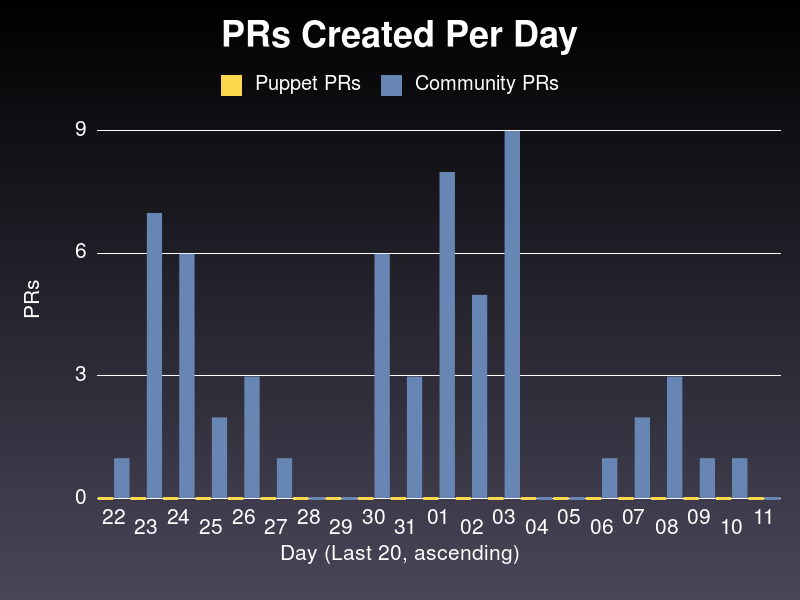 PRs Created Per Day
Puppet PRs Community PRs
9
6
3
0
PRs
22 23 24 25 26 27 28 29 30 31 01 02 03 04 05 06 07 08 09 10 11
Day (Last 20, ascending)